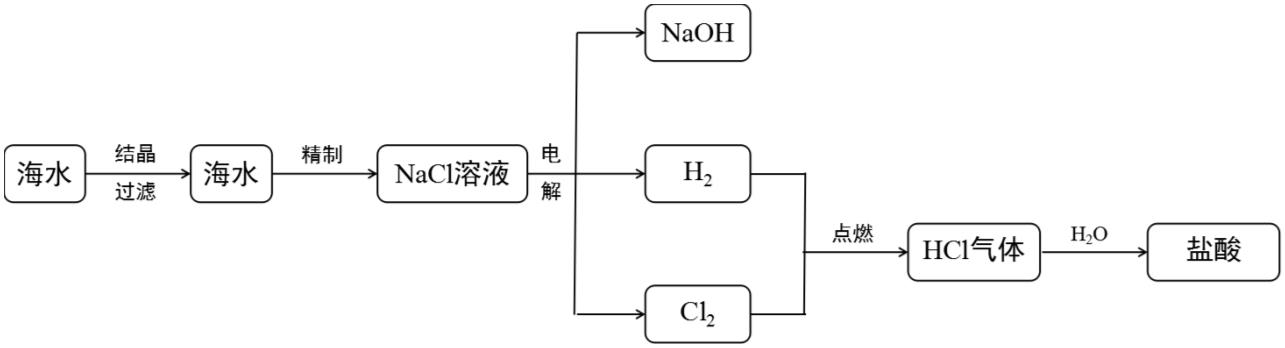 NaOH
海水
结晶
过滤
海水
精制
NaCl溶液
电
解
H₂
Cl₂
点燃
HCl气体
H₂O
盐酸